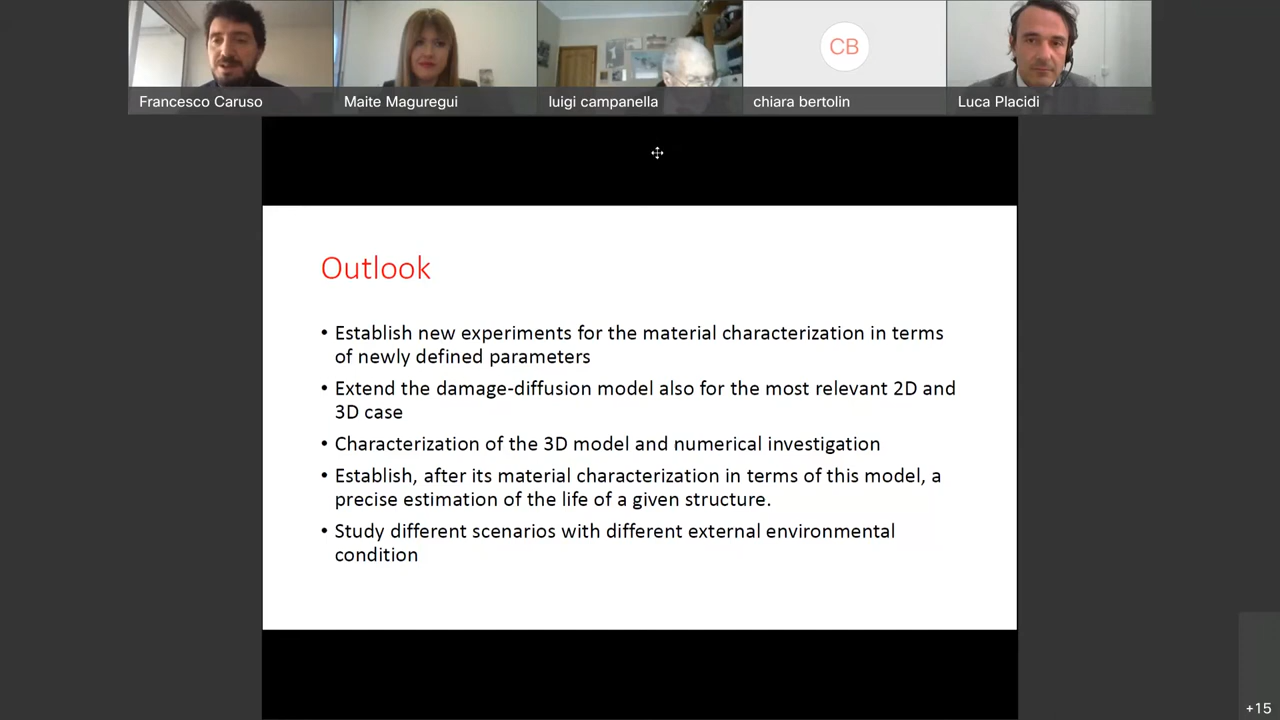 Francesco Caruso
Maite Maguregui
luigi campanella
CB
chiara bertolin
Luca Placidi
Outlook
• Establish new experiments for the material characterization in terms
of newly defined parameters
• Extend the damage-diffusion model also for the most relevant 2D and
3D case
• Characterization of the 3D model and numerical investigation
• Establish, after its material characterization in terms of this model, a
precise estimation of the life of a given structure.
• Study different scenarios with different external environmental
condition
+15